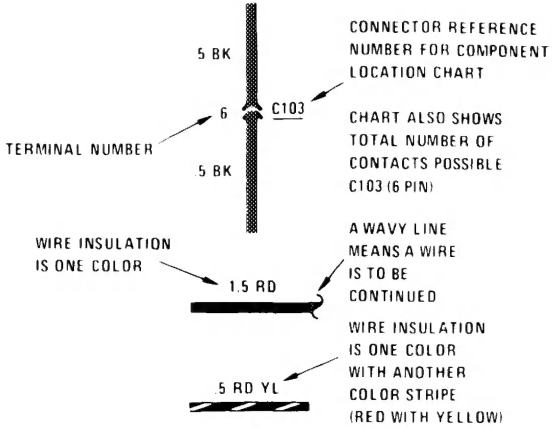 .5 BK
CONNECTOR REFERENCE
NUMBER FOR COMPONENT
LOCATION CHART
6
C103
TERMINAL NUMBER
.5 BK
CHART ALSO SHOWS
TOTAL NUMBER OF
CONTACTS POSSIBLE
C103 (6 PIN)
WIRE INSULATION
IS ONE COLOR
1.5 RD
A WAVY LINE
MEANS A WIRE
IS TO BE
CONTINUED
.5 RD YL
WIRE INSULATION
IS ONE COLOR
WITH ANOTHER
COLOR STRIPE
(RED WITH YELLOW)